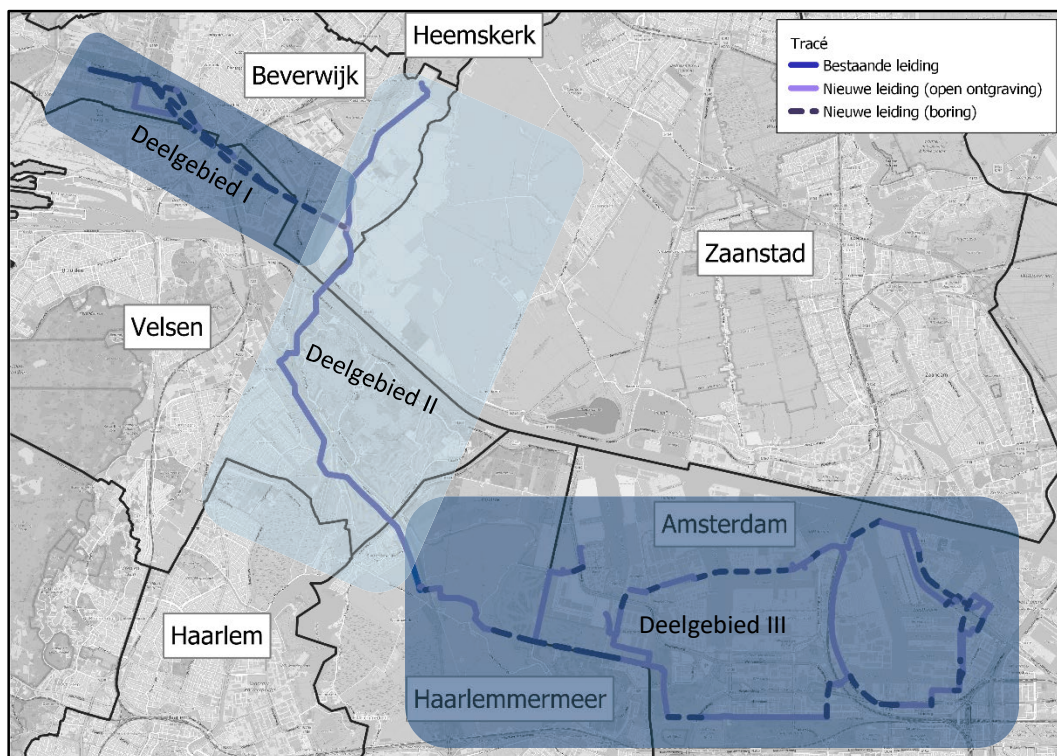 Heemskerk
Beverwijk
Tracé
Bestaande leiding
Nieuwe leiding (open ontgraving)
Nieuwe leiding (boring)
Deelgebied I
Zaanstad
Velsen
Deelgebied II
Amsterdam
Deelgebied III
Haarlem
Haarlemmermeer